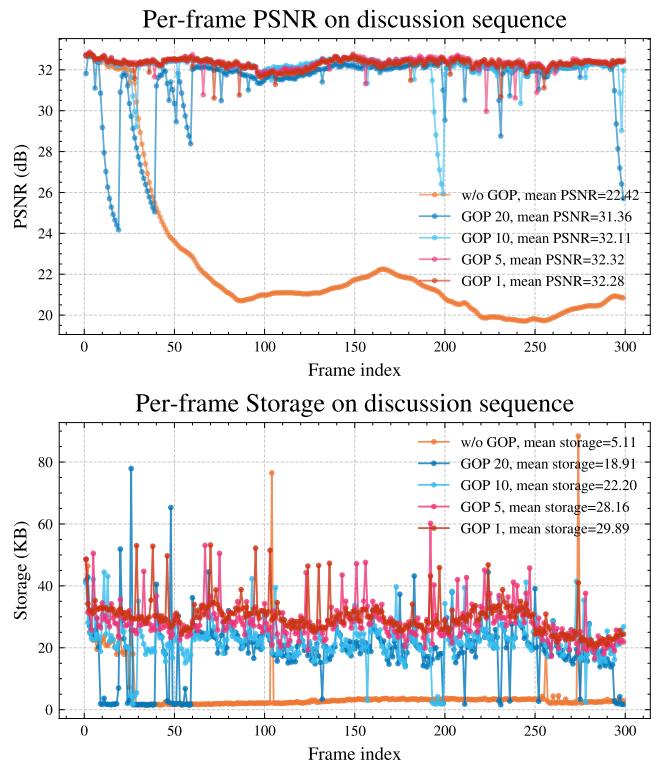 Per-frame PSNR on discussion sequence
PSNR (dB)
32
30
28
26
24
22
20
w/o GOP, mean PSNR=22.42
GOP 20, mean PSNR=31.36
GOP 10, mean PSNR=32.11
GOP 5, mean PSNR=32.32
GOP 1, mean PSNR=32.28
0 50 100 150 200 250 300
Frame index
Per-frame Storage on discussion sequence
Storage (KB)
80
60
40
20
0
w/o GOP, mean storage=5.11
GOP 20, mean storage=18.91
GOP 10, mean storage=22.20
GOP 5, mean storage=28.16
GOP 1, mean storage=29.89
0 50 100 150 200 250 300
Frame index